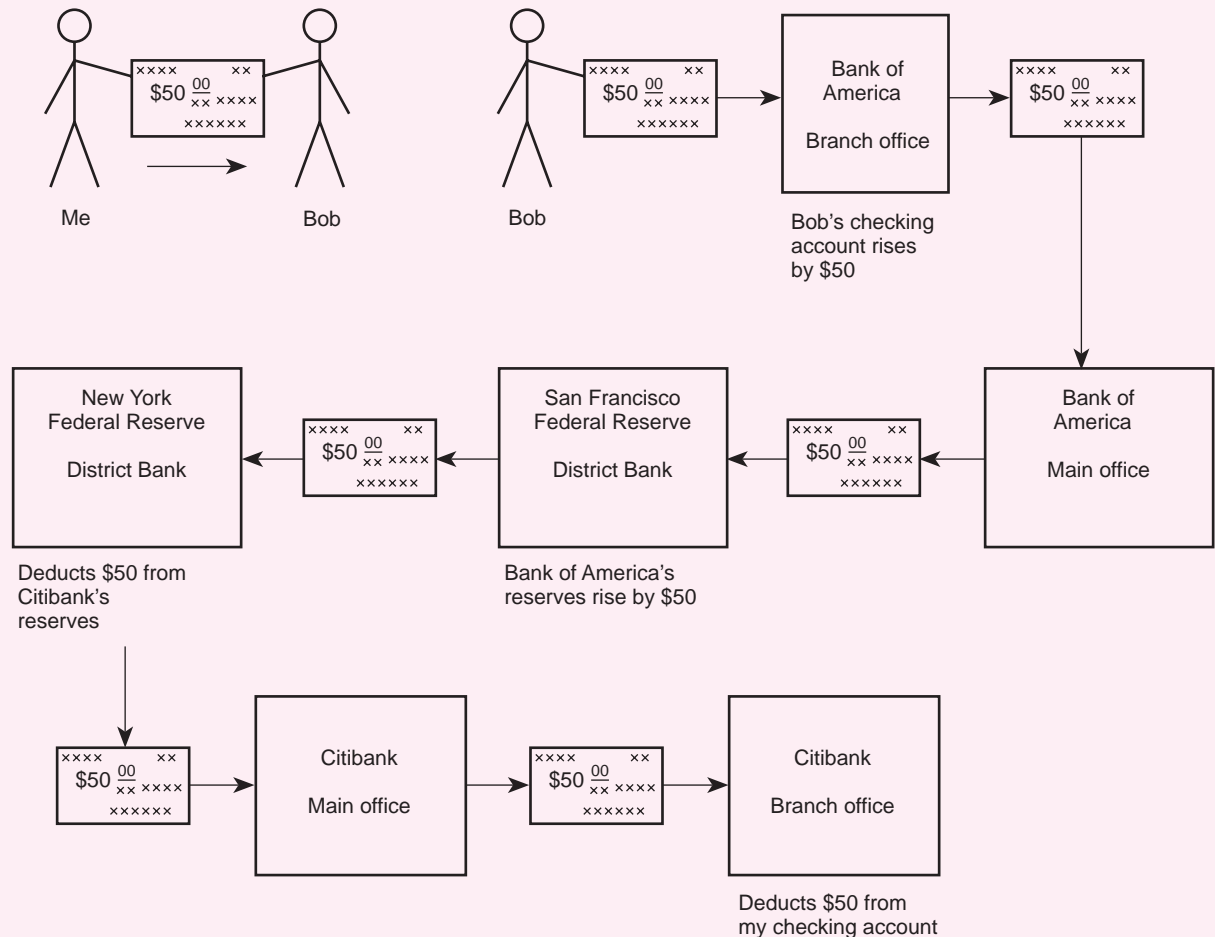 ×××× ××
$50 00/××
××××
××××××
×××× ××
$50 00/××
××××
××××××
Bank of
America
Branch office
×××× ××
$50 00/××
××××
××××××
Me
Bob
Bob
Bob's checking
account rises
by $50
New York
Federal Reserve
District Bank
×××× ××
$50 00/××
××××
××××××
San Francisco
Federal Reserve
District Bank
×××× ××
$50 00/××
××××
××××××
Bank of
America
Main office
Deducts $50 from
Citibank's
reserves
Bank of America's
reserves rise by $50
×××× ××
$50 00/××
××××
××××××
Citibank
Main office
×××× ××
$50 00/××
××××
××××××
Citibank
Branch office
Deducts $50 from
my checking account